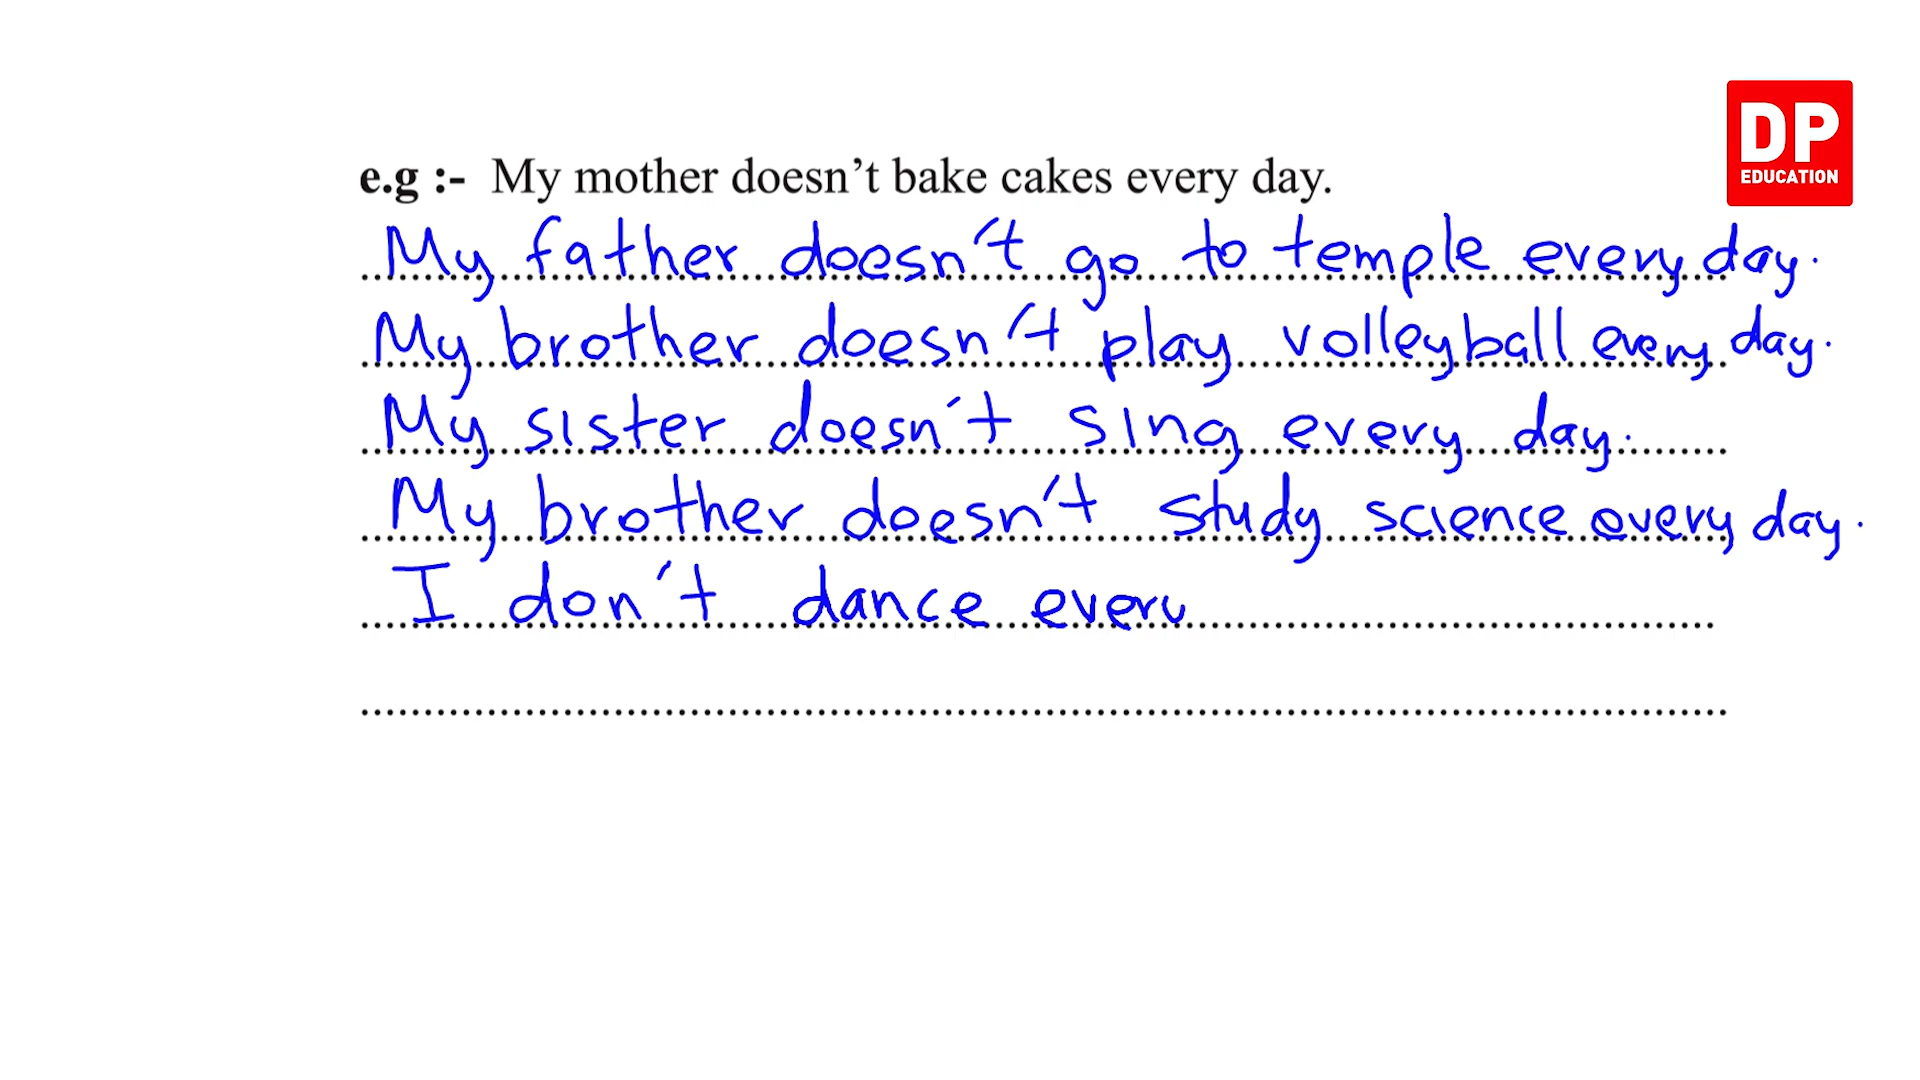 DP
EDUCATION
e.g :- My mother doesn’t bake cakes every day.
My father doesn't go to temple every day.
My brother doesn't play volleyball every day.
My sister doesn't sing every day.
My brother doesn't study science every day.
I don't dance every